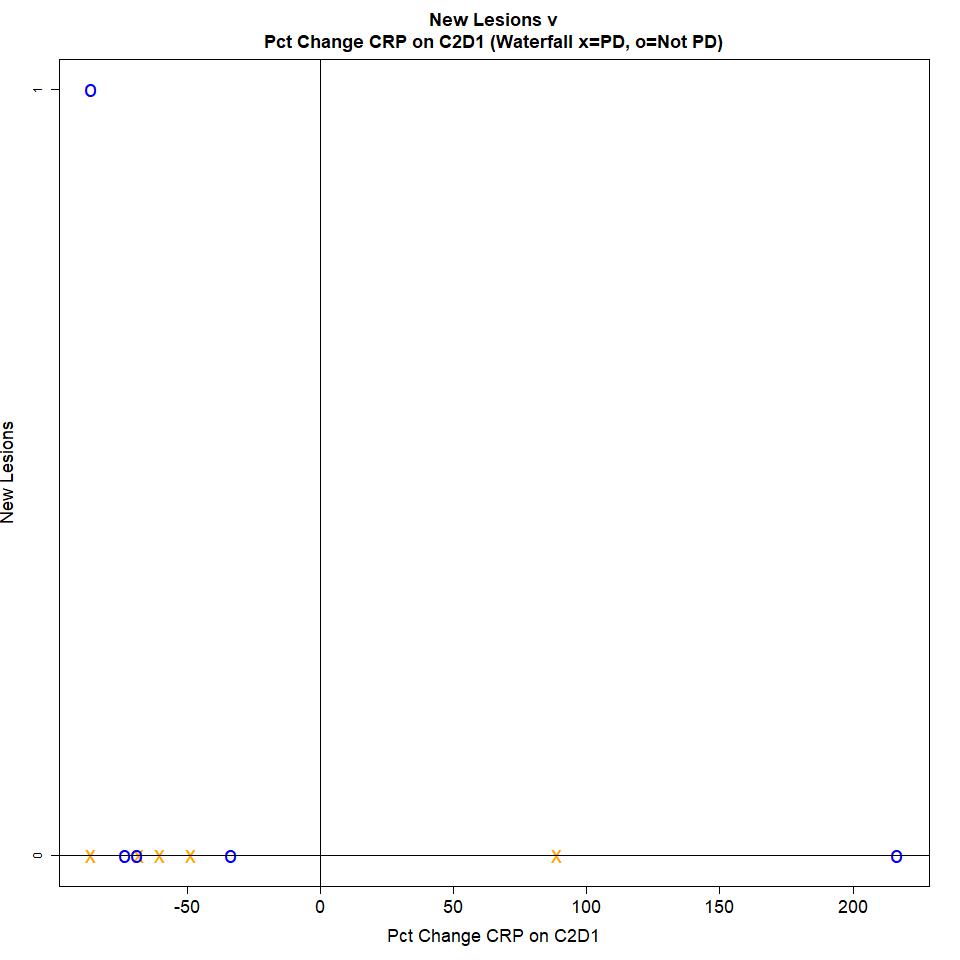 New Lesions v
Pct Change CRP on C2D1 (Waterfall x=PD, o=Not PD)
1
o
New Lesions
0
x o o x x x o x o
-50 0 50 100 150 200
Pct Change CRP on C2D1